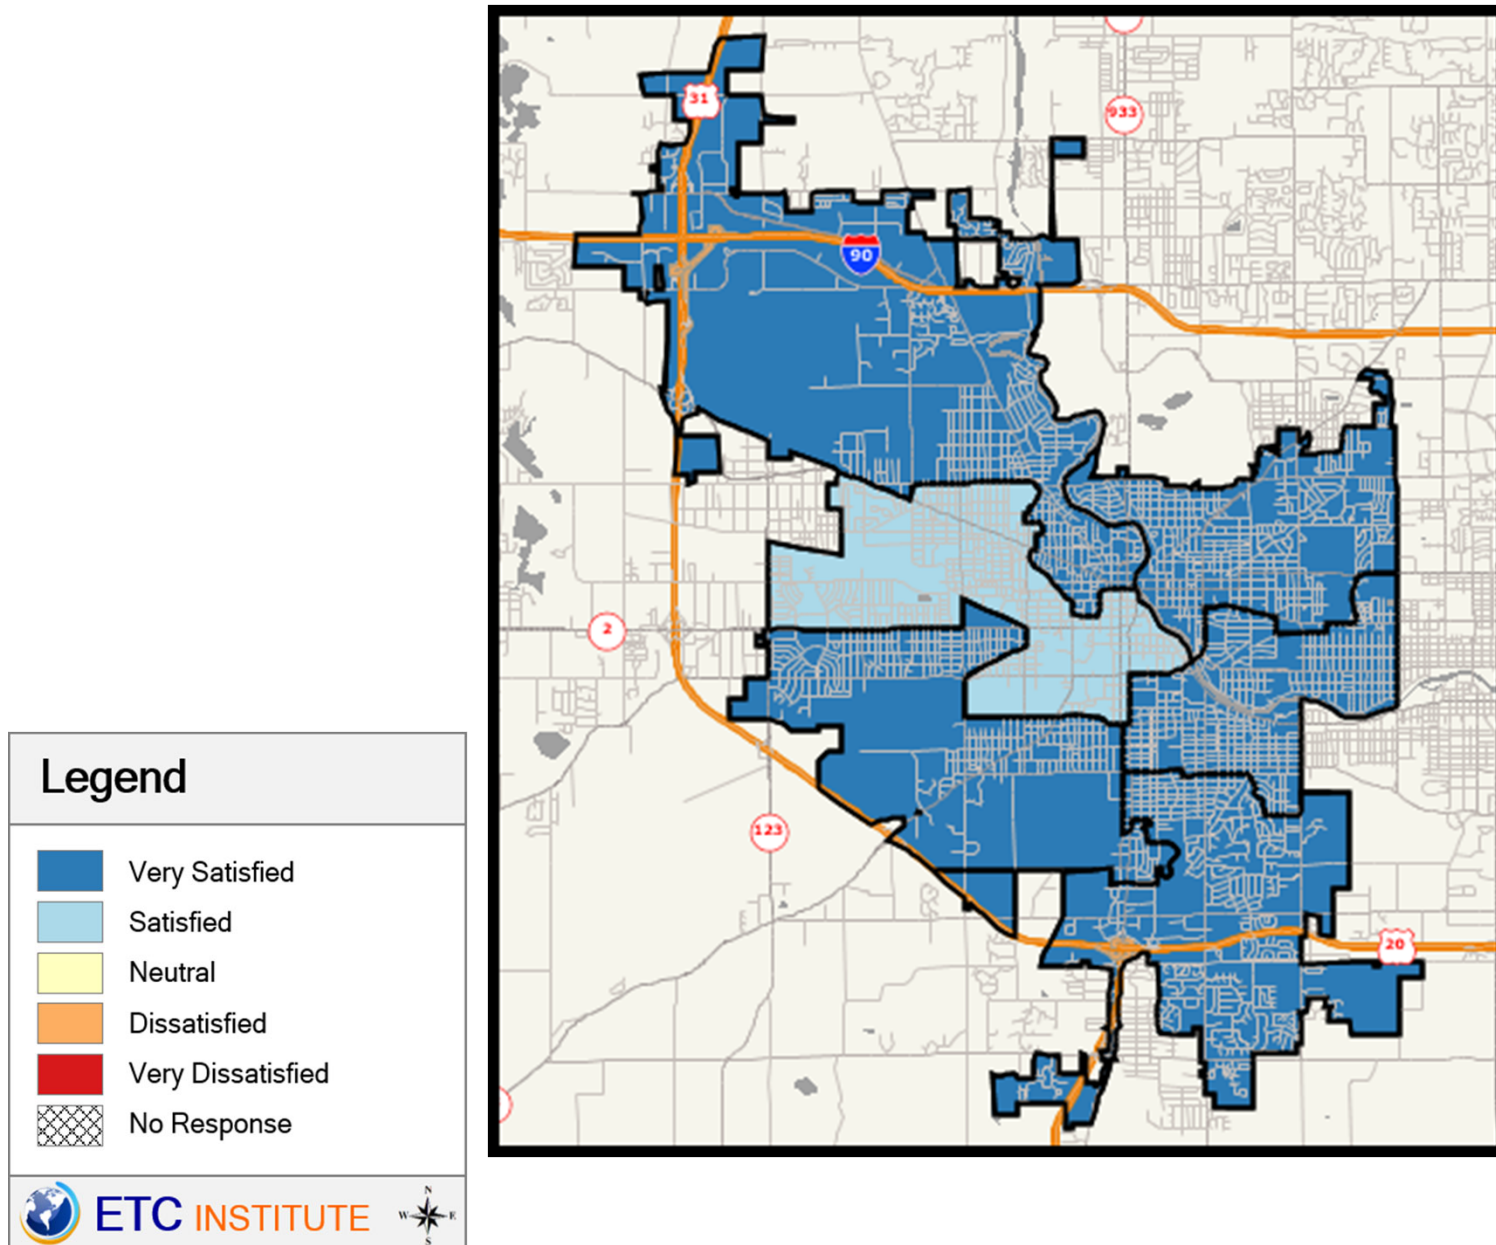 31
933
90
2
123
20
Legend
Very Satisfied
Satisfied
Neutral
Dissatisfied
Very Dissatisfied
No Response
ETC INSTITUTE
N
W E
S